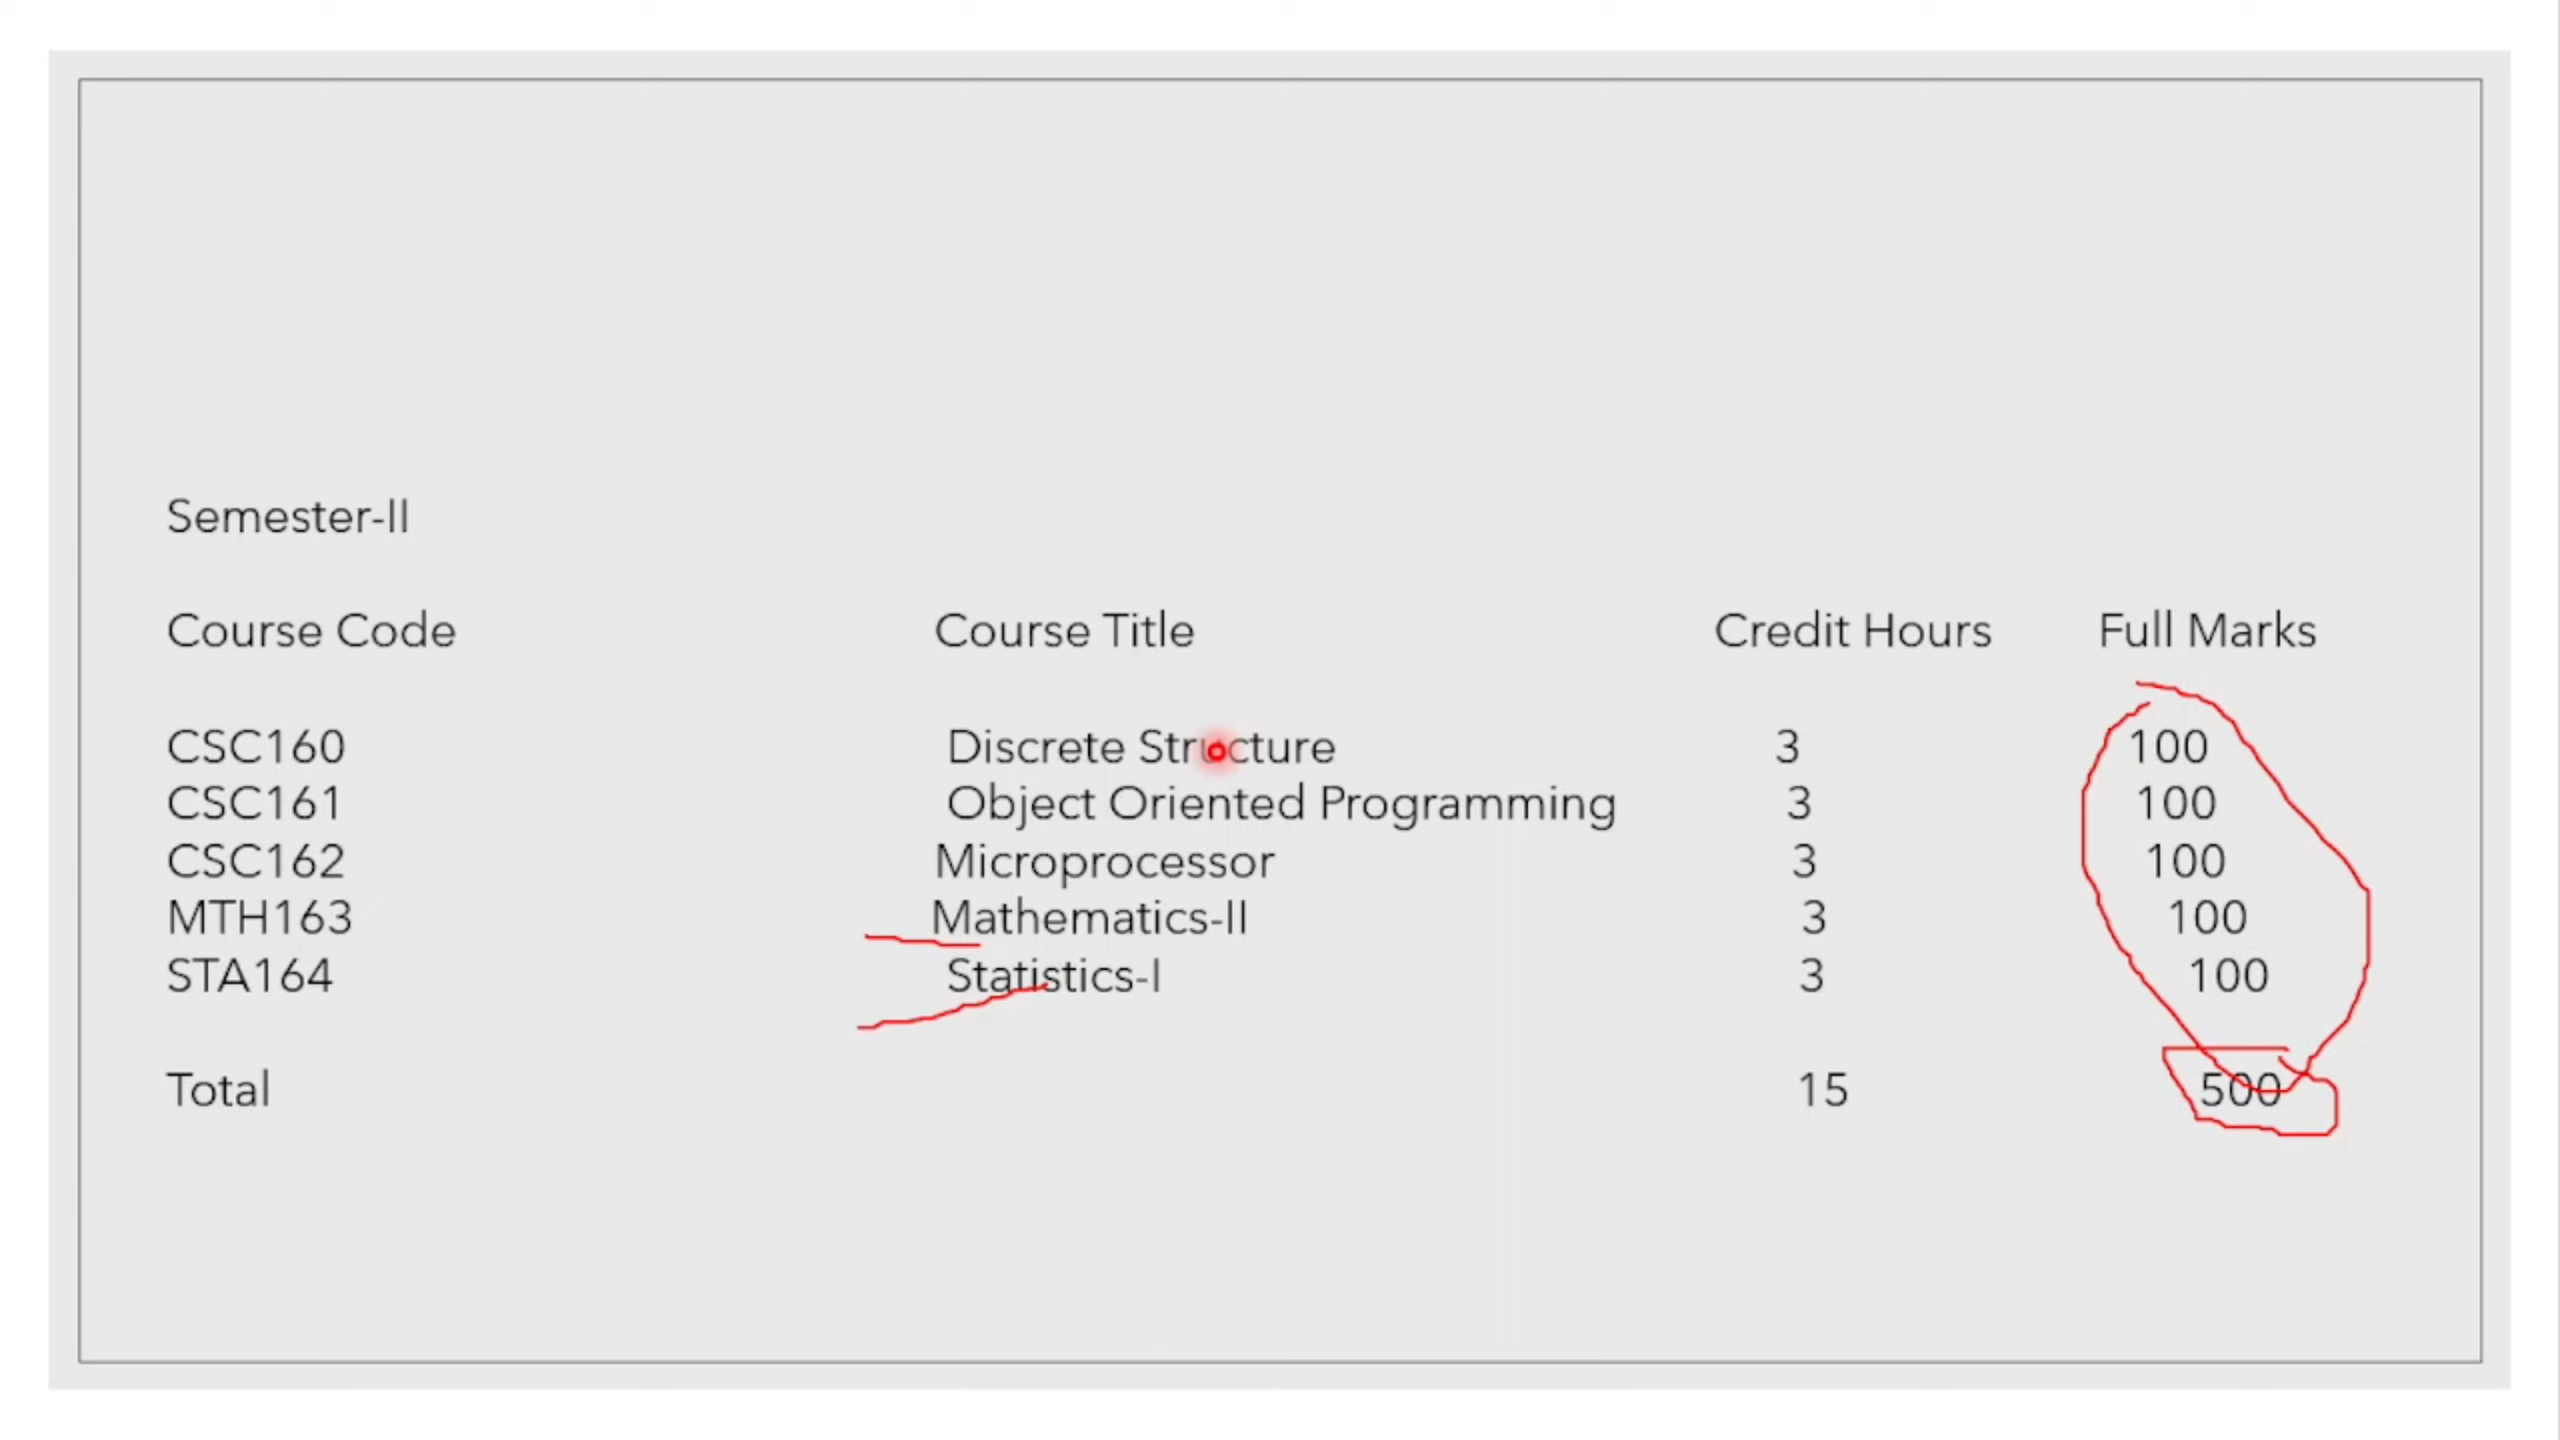 Semester-II
Course Code Course Title Credit Hours Full Marks
CSC160 Discrete Structure 3 100
CSC161 Object Oriented Programming 3 100
CSC162 Microprocessor 3 100
MTH163 Mathematics-II 3 100
STA164 Statistics-I 3 100
Total 15 500